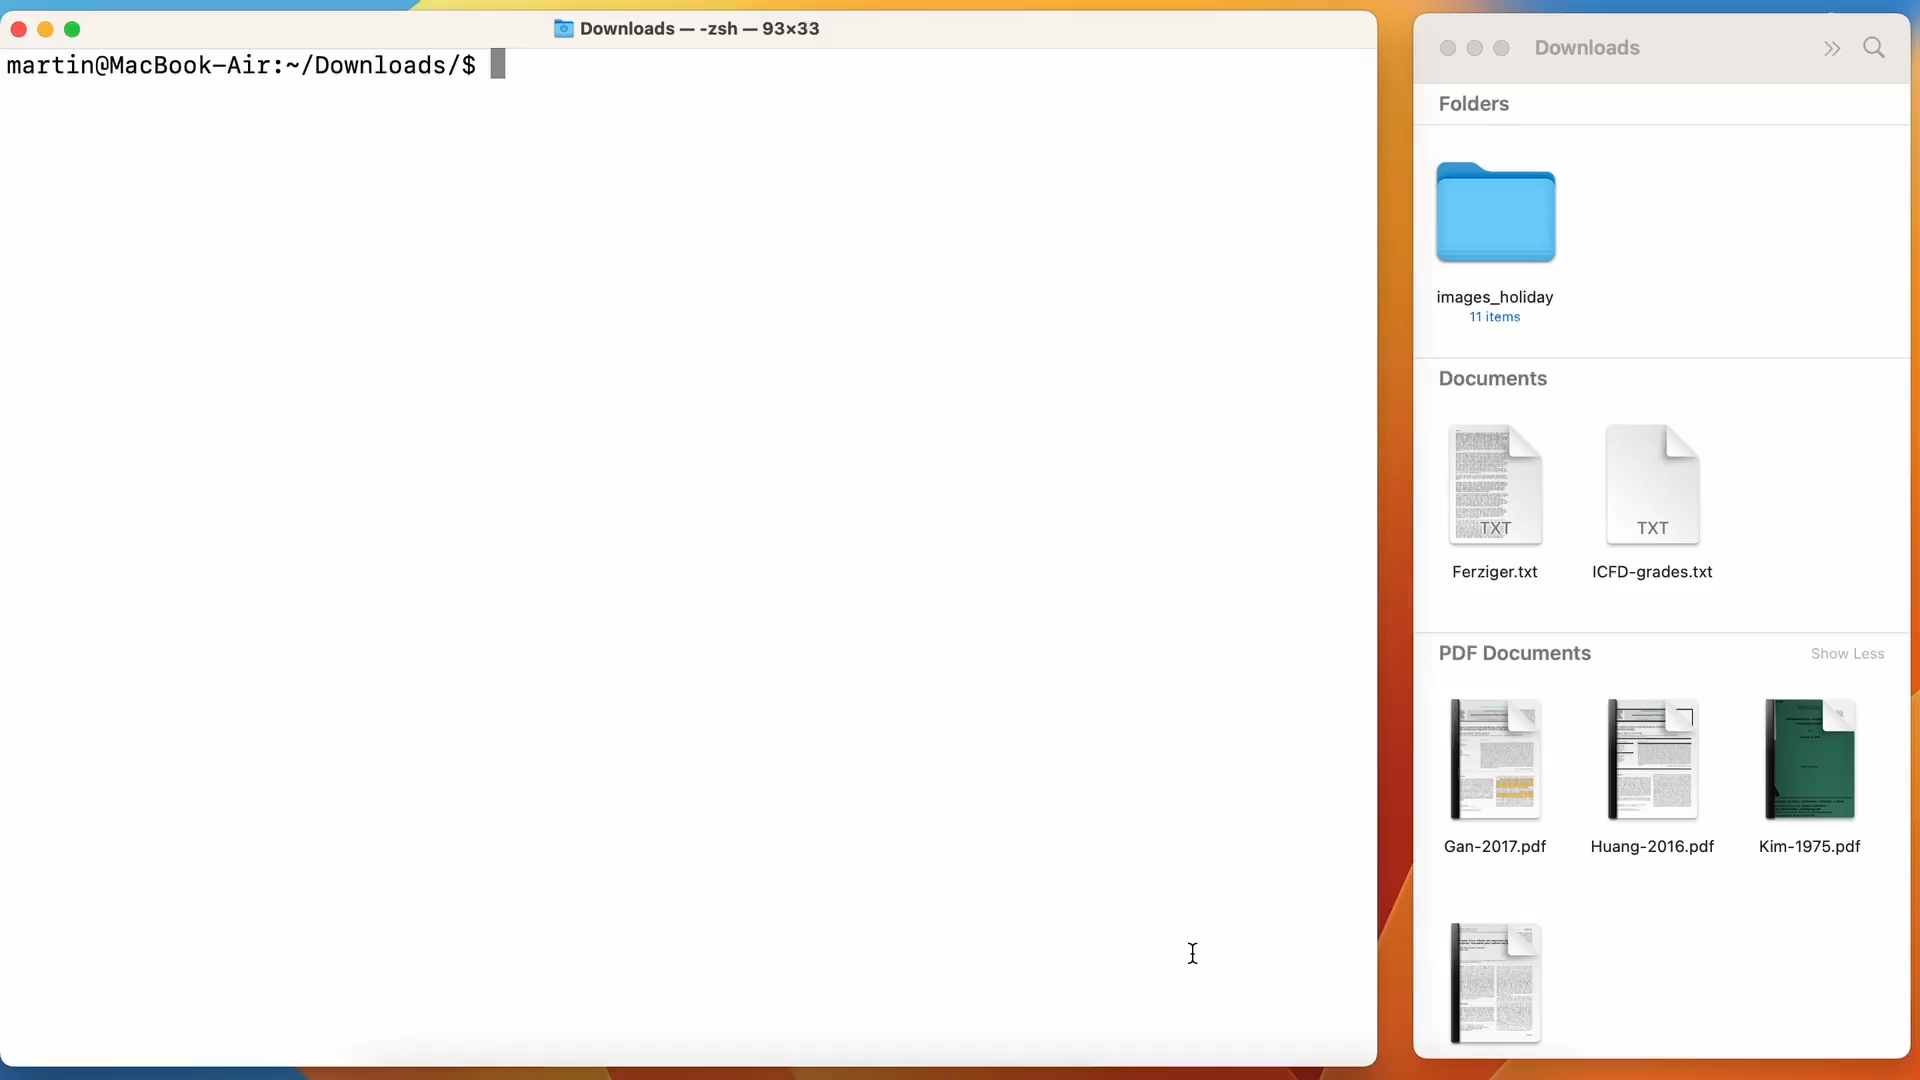 Downloads — -zsh — 93×33
martin@MacBook-Air:~/Downloads/$
Downloads
Folders
images_holiday
11 items
Documents
TXT
TXT
Ferziger.txt
ICFD-grades.txt
PDF Documents
Show Less
Gan-2017.pdf
Huang-2016.pdf
Kim-1975.pdf